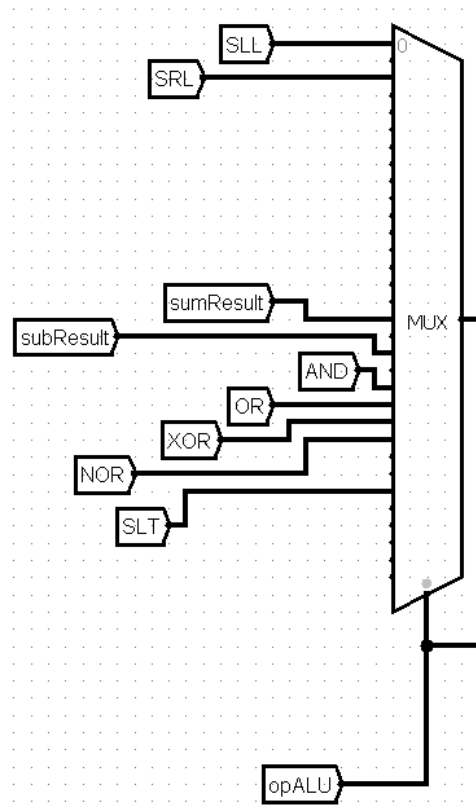 SLL
0
SRL
sumResult
MUX
subResult
AND
OR
XOR
NOR
SLT
opALU